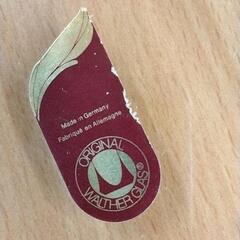 Made in Germany
Fabriqué en Allemagne
ORIGINAL
WALTHER GLAS®